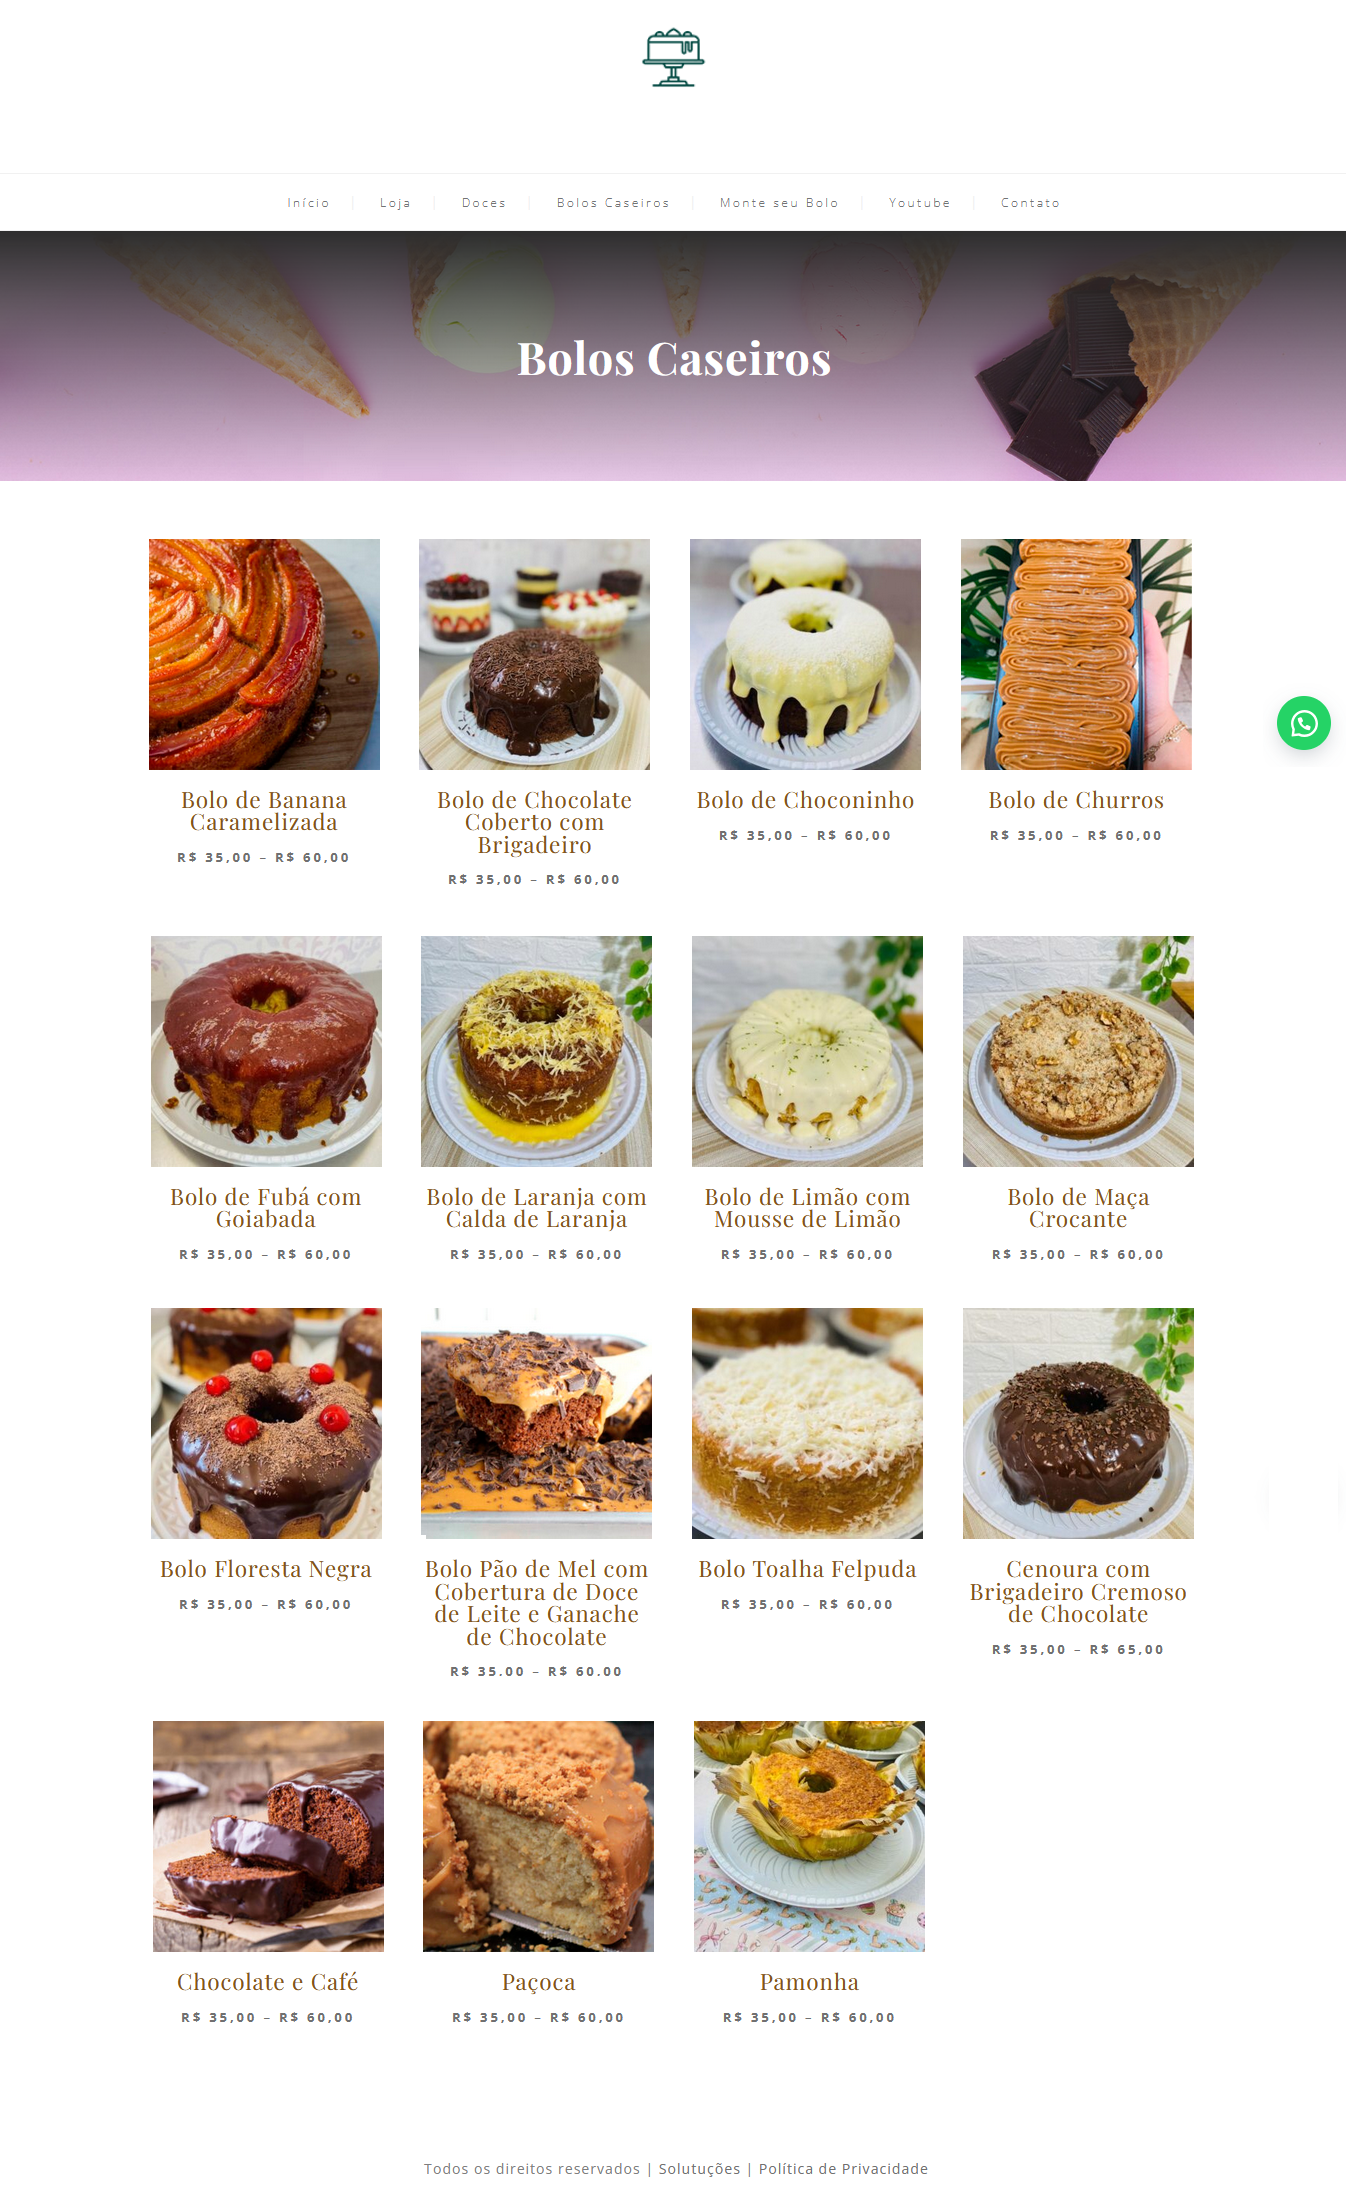 Início
Loja
Doces
Bolos Caseiros
Monte seu Bolo
Youtube
Contato
Bolos Caseiros
Bolo de Banana
Caramelizada
R$ 35,00 – R$ 60,00
Bolo de Chocolate
Coberto com
Brigadeiro
R$ 35,00 – R$ 60,00
Bolo de Choconinho
R$ 35,00 – R$ 60,00
Bolo de Churros
R$ 35,00 – R$ 60,00
Bolo de Fubá com
Goiabada
R$ 35,00 – R$ 60,00
Bolo de Laranja com
Calda de Laranja
R$ 35,00 – R$ 60,00
Bolo de Limão com
Mousse de Limão
R$ 35,00 – R$ 60,00
Bolo de Maça
Crocante
R$ 35,00 – R$ 60,00
Bolo Floresta Negra
R$ 35,00 – R$ 60,00
Bolo Pão de Mel com
Cobertura de Doce
de Leite e Ganache
de Chocolate
R$ 35.00 – R$ 60.00
Bolo Toalha Felpuda
R$ 35,00 – R$ 60,00
Cenoura com
Brigadeiro Cremoso
de Chocolate
R$ 35,00 – R$ 65,00
Chocolate e Café
R$ 35,00 – R$ 60,00
Paçoca
R$ 35,00 – R$ 60,00
Pamonha
R$ 35,00 – R$ 60,00
Todos os direitos reservados | Solutuções | Política de Privacidade